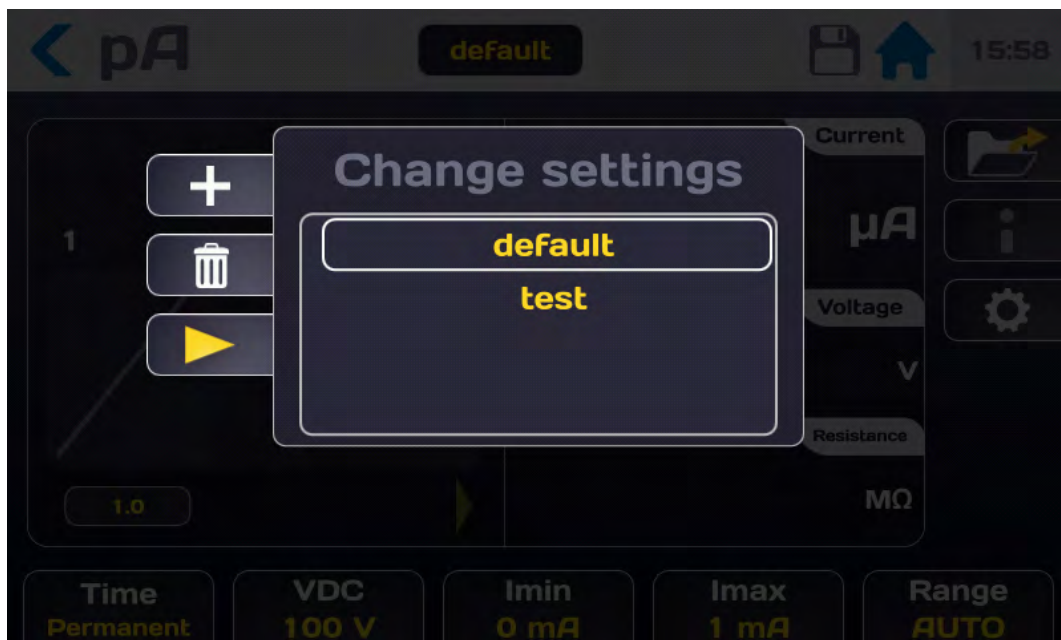 pA
default
15:58
Change settings
default
test
1
Current
µA
Voltage
V
Resistance
MΩ
1.0
Time
Permanent
VDC
100 V
Imin
0 mA
Imax
1 mA
Range
AUTO